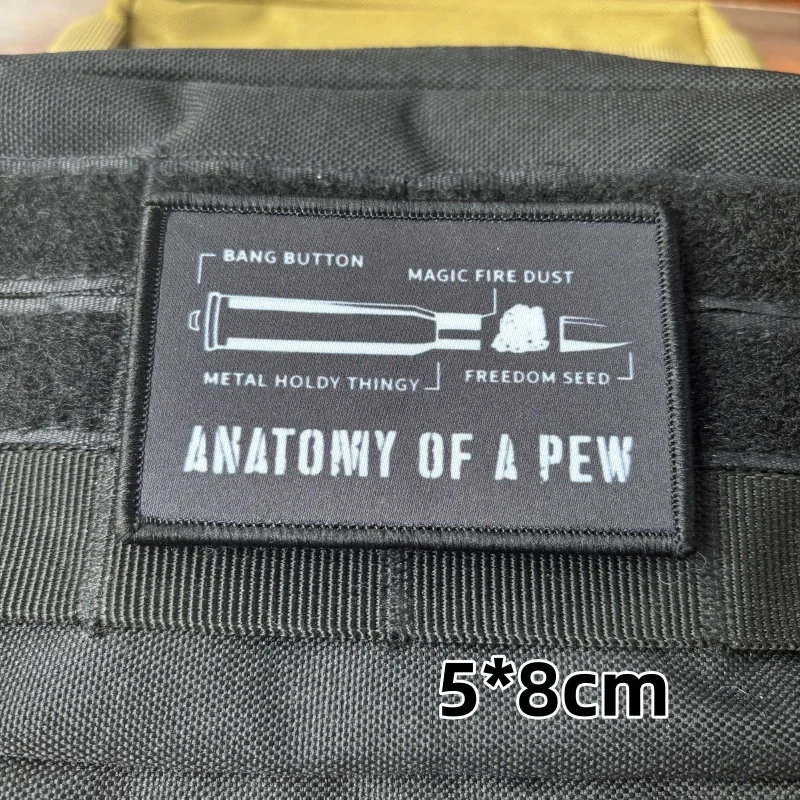 BANG BUTTON
MAGIC FIRE DUST
METAL HOLDY THINGY
FREEDOM SEED
ANATOMY OF A PEW
5*8cm